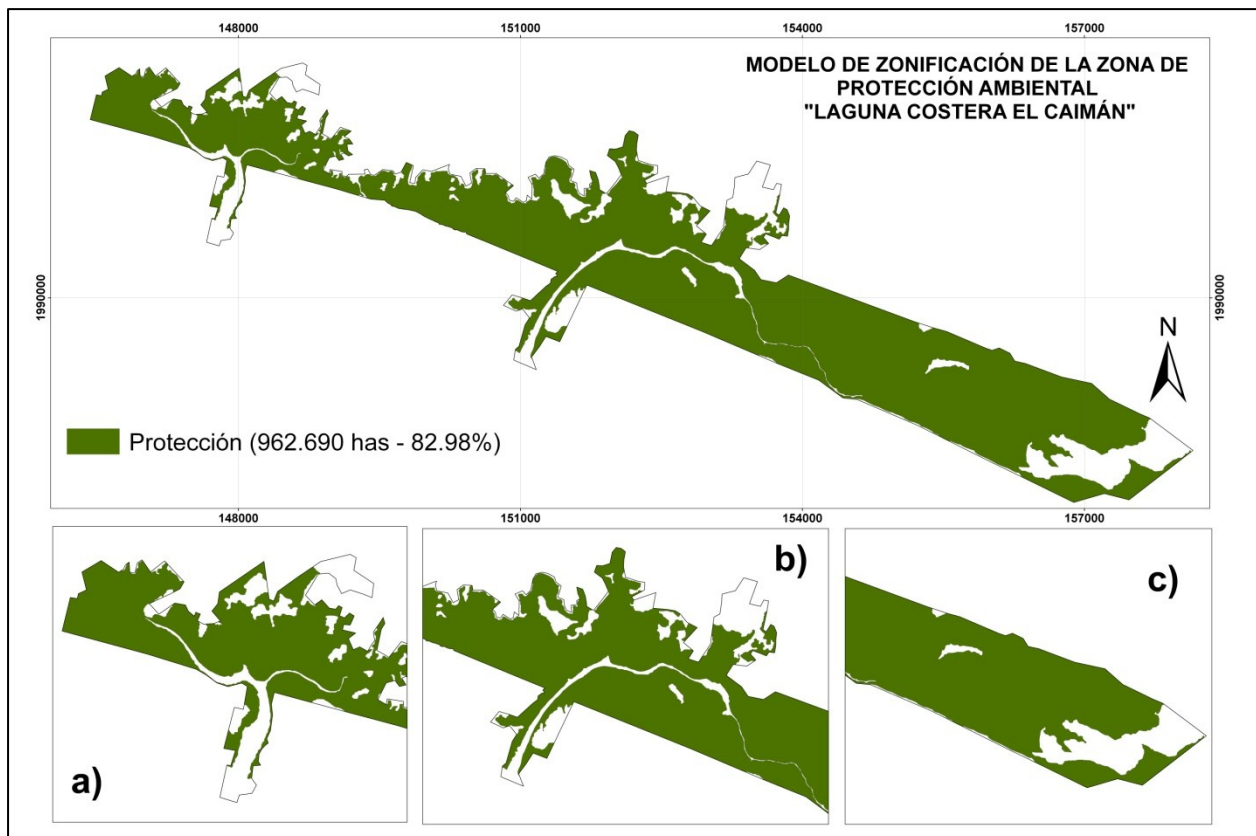 148000
151000
154000
157000
MODELO DE ZONIFICACIÓN DE LA ZONA DE
PROTECCIÓN AMBIENTAL
"LAGUNA COSTERA EL CAIMÁN"
1990000
1990000
N
Protección (962.690 has - 82.98%)
148000
151000
154000
157000
a)
b)
c)